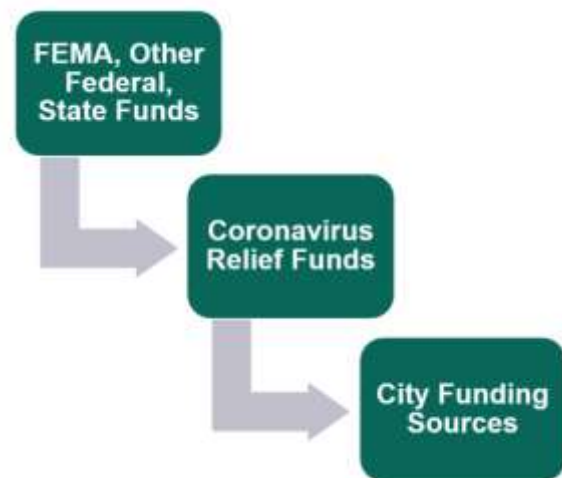 FEMA, Other
Federal,
State Funds
Coronavirus
Relief Funds
City Funding
Sources